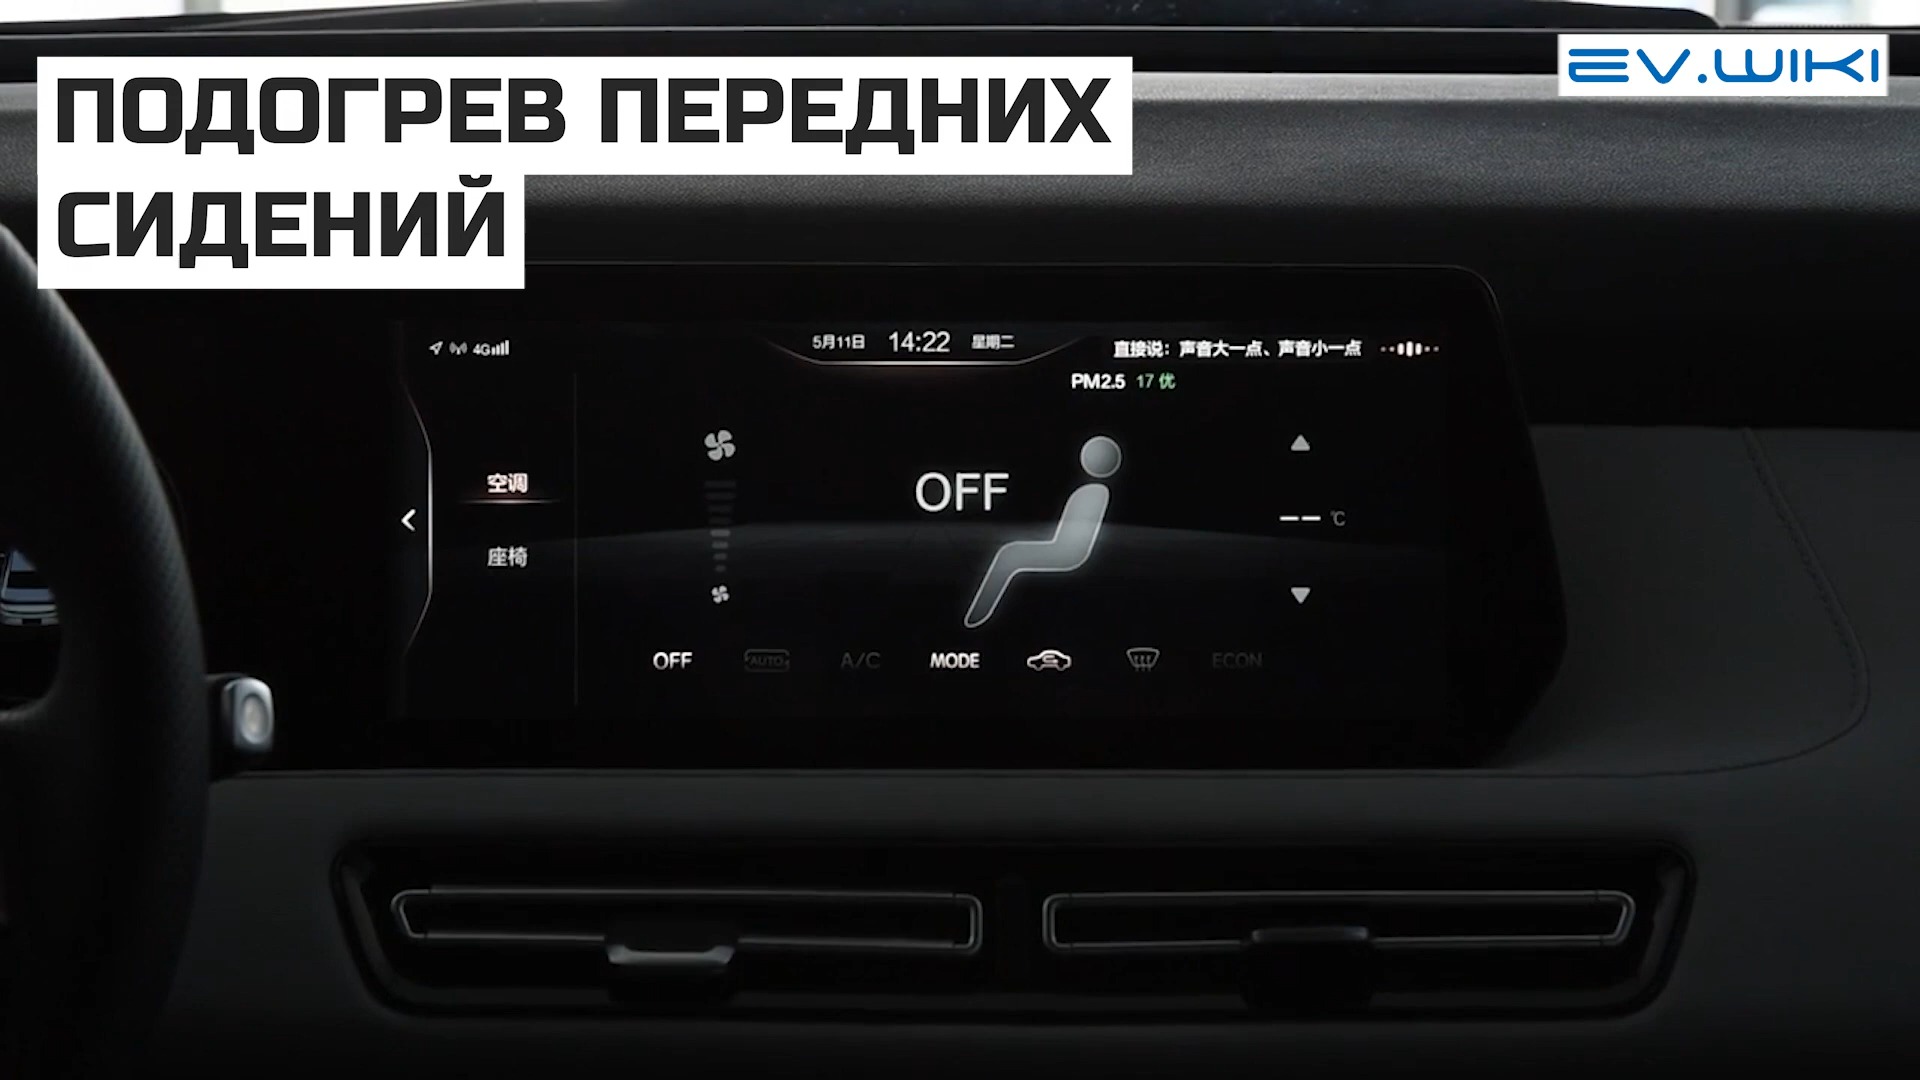 ПОДОГРЕВ ПЕРЕДНИХ
СИДЕНИЙ
EV.WIKI
4G
5月11日 14:22 星期二
直接说：声音大一点、声音小一点
PM2.5 17 优
空调
座椅
OFF
-- ℃
OFF AUTO A/C MODE ECON